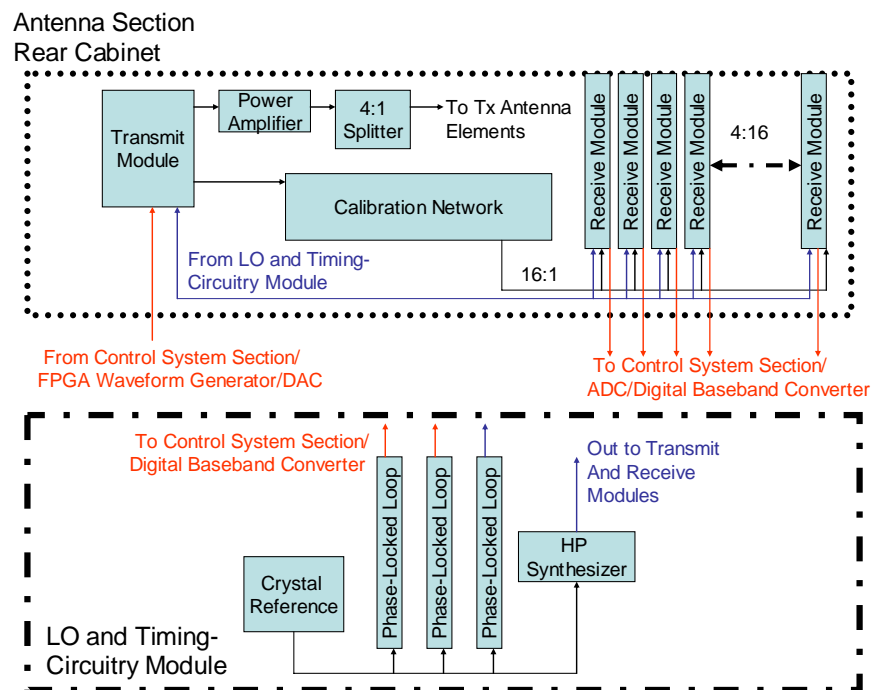 Antenna Section
Rear Cabinet
Transmit
Module
Power
Amplifier
4:1
Splitter
To Tx Antenna
Elements
Calibration Network
Receive Module
Receive Module
Receive Module
Receive Module
4:16
Receive Module
From LO and Timing-
Circuitry Module
16:1
From Control System Section/
FPGA Waveform Generator/DAC
To Control System Section/
ADC/Digital Baseband Converter
To Control System Section/
Digital Baseband Converter
Phase-Locked Loop
Phase-Locked Loop
Phase-Locked Loop
Out to Transmit
And Receive
Modules
HP
Synthesizer
Crystal
Reference
LO and Timing-
Circuitry Module